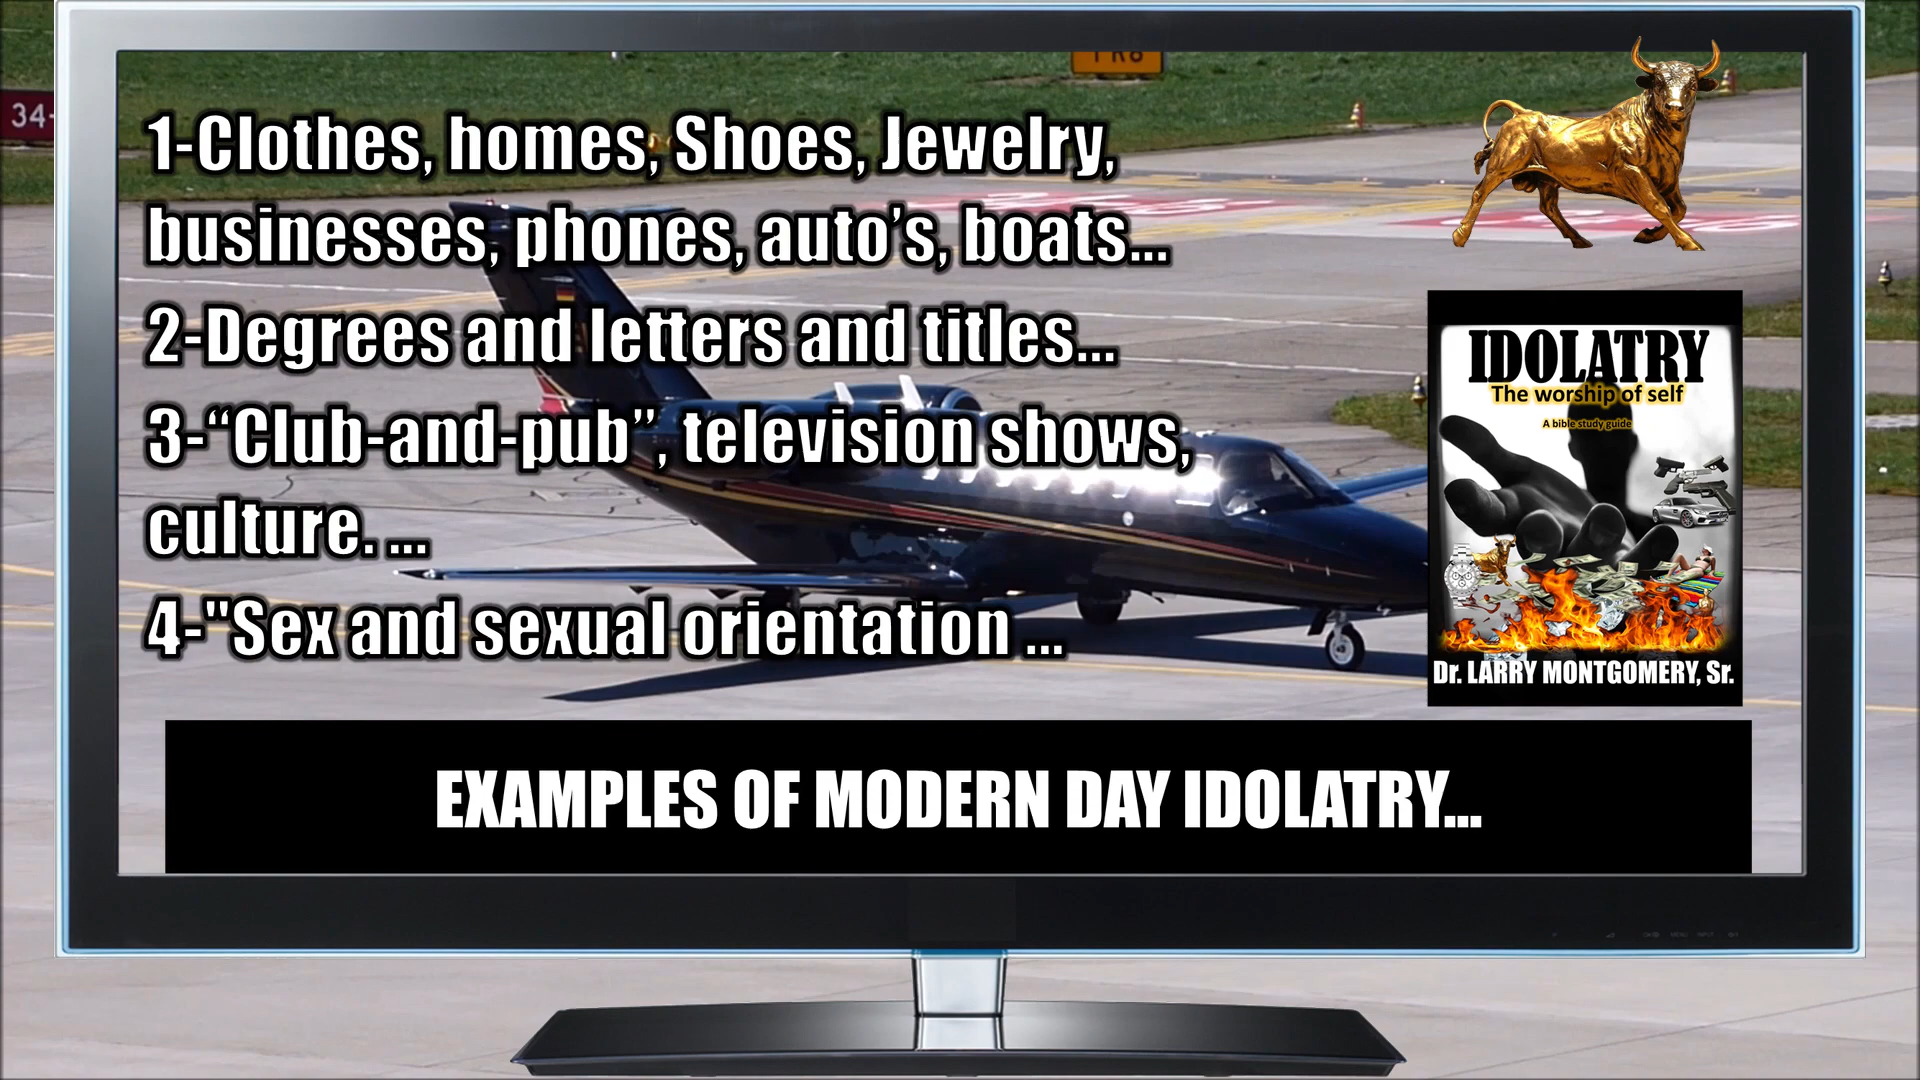 34-
1-Clothes, homes, Shoes, Jewelry,
businesses, phones, auto’s, boats...
2-Degrees and letters and titles...
3-“Club-and-pub”, television shows,
culture. ...
4-"Sex and sexual orientation ...
IDOLATRY
The worship of self
A bible study guide
Dr. LARRY MONTGOMERY, Sr.
EXAMPLES OF MODERN DAY IDOLATRY...